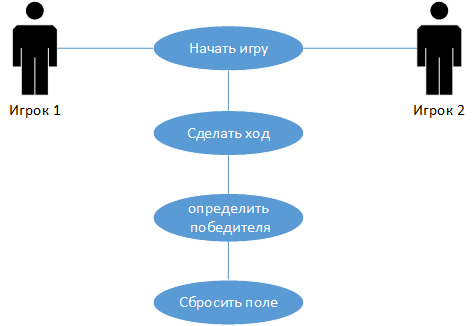 Начать игру
Игрок 1
Игрок 2
Сделать ход
определить
победителя
Сбросить поле